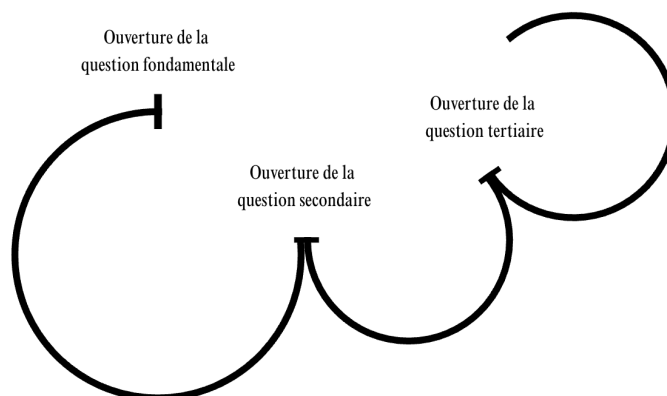 Ouverture de la
question fondamentale
Ouverture de la
question secondaire
Ouverture de la
question tertiaire